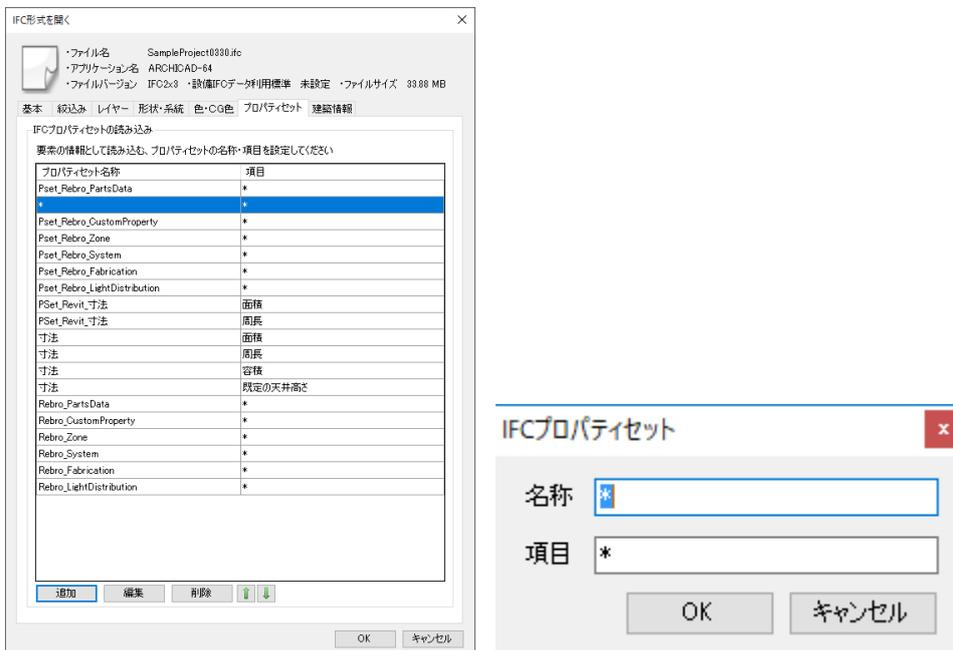 IFC形式を開く
・ファイル名 SampleProject0330.ifc
・アプリケーション名 ARCHICAD-64
・ファイルバージョン IFC2x3 ・設備IFCデータ利用標準 未設定 ・ファイルサイズ 33.88 MB
基本 絞込み レイヤー 形状・系統 色・CG色 プロパティセット 建築情報
IFCプロパティセットの読み込み
要素の情報として読み込む、プロパティセットの名称・項目を設定してください
プロパティセット名称 項目
Pset_Rebro_PartsData *
* *
Pset_Rebro_CustomProperty *
Pset_Rebro_Zone *
Pset_Rebro_System *
Pset_Rebro_Fabrication *
Pset_Rebro_LightDistribution *
PSet_Revit_寸法 面積
PSet_Revit_寸法 周長
寸法 面積
寸法 周長
寸法 容積
寸法 既定の天井高さ
Rebro_PartsData *
Rebro_CustomProperty *
Rebro_Zone *
Rebro_System *
Rebro_Fabrication *
Rebro_LightDistribution *
追加 編集 削除
OK キャンセル
IFCプロパティセット
名称 *
項目 *
OK キャンセル